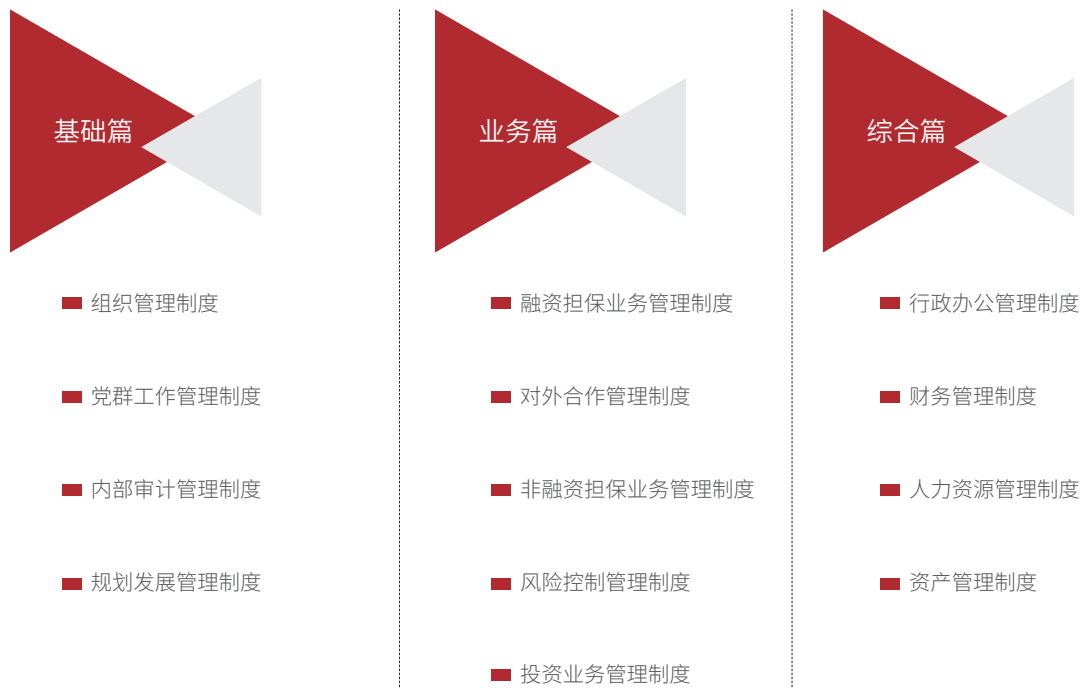 基础篇
组织管理制度
党群工作管理制度
内部审计管理制度
规划发展管理制度
业务篇
融资担保业务管理制度
对外合作管理制度
非融资担保业务管理制度
风险控制管理制度
投资业务管理制度
综合篇
行政办公管理制度
财务管理制度
人力资源管理制度
资产管理制度